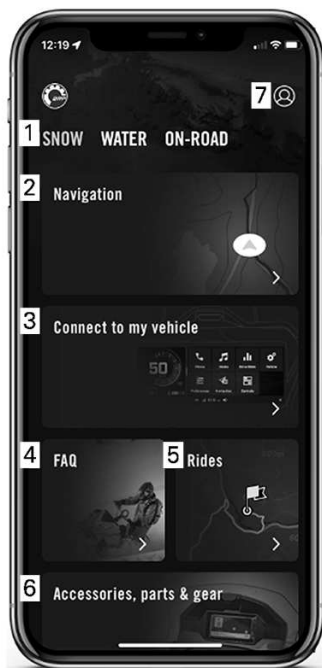 12:19
7
1 SNOW WATER ON-ROAD
2 Navigation
3 Connect to my vehicle
50
4 FAQ
5 Rides
6 Accessories, parts & gear